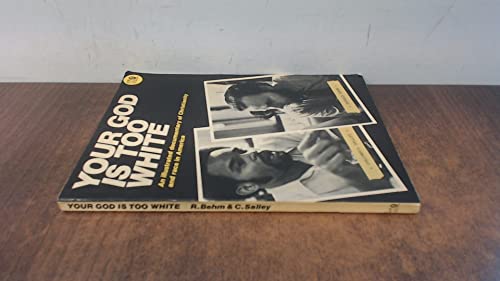 YOUR GOD
IS TOO
WHITE
An illustrated documentary of Christianity
and race in America
YOUR GOD IS TOO WHITE R. Behm & C. Salley